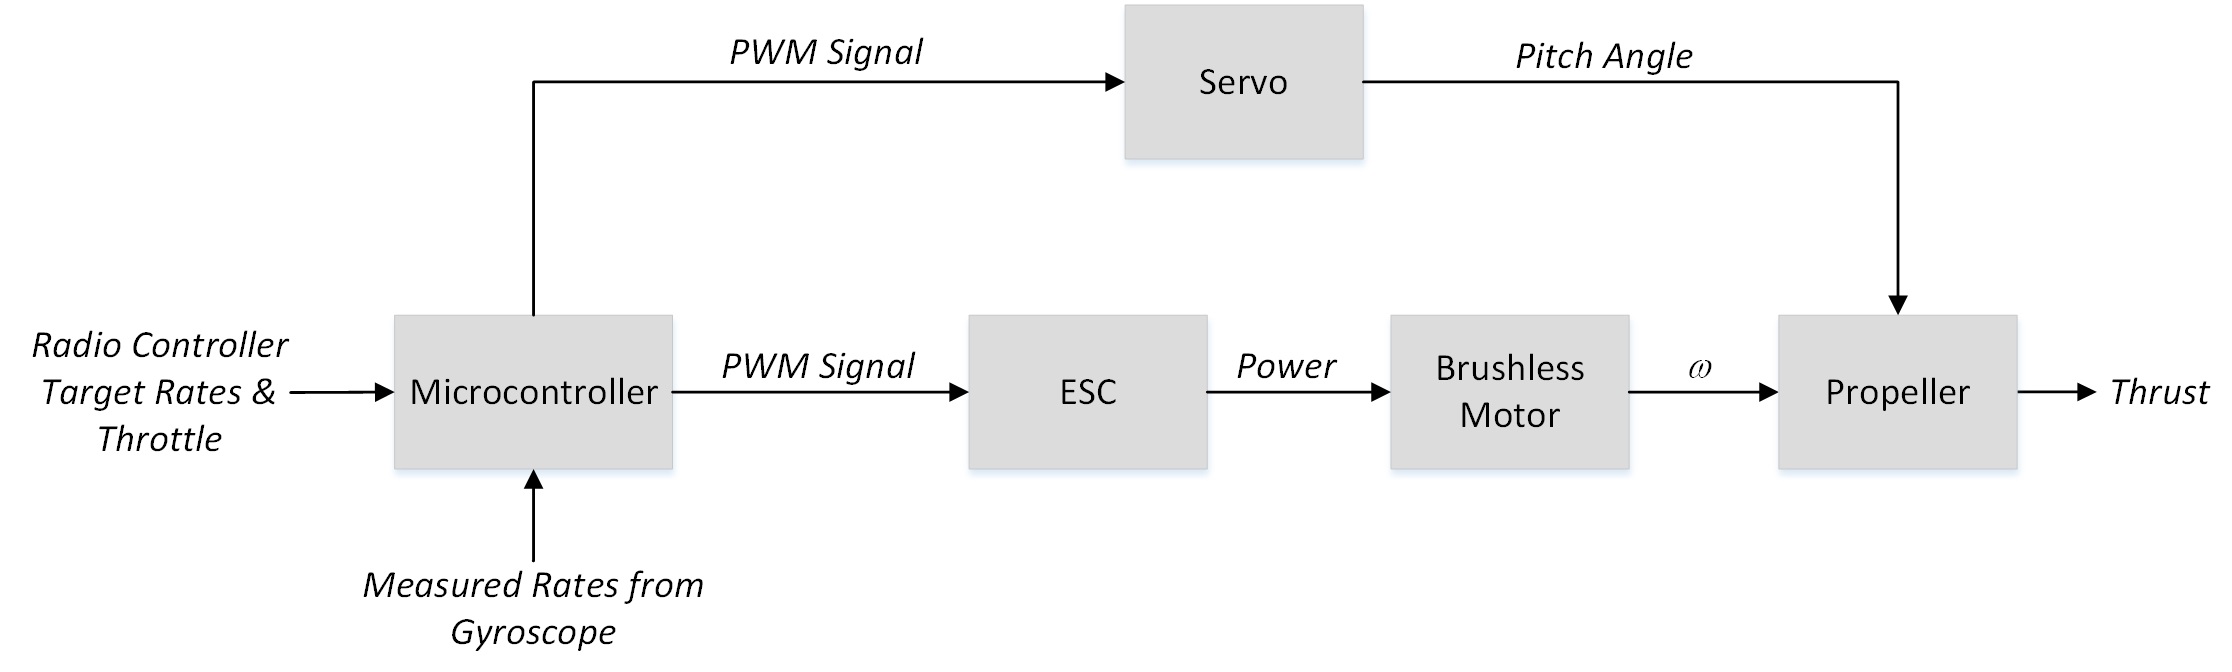 PWM Signal
Servo
Pitch Angle
Radio Controller
Target Rates &
Throttle
Microcontroller
PWM Signal
ESC
Power
Brushless
Motor
ω
Propeller
Thrust
Measured Rates from
Gyroscope